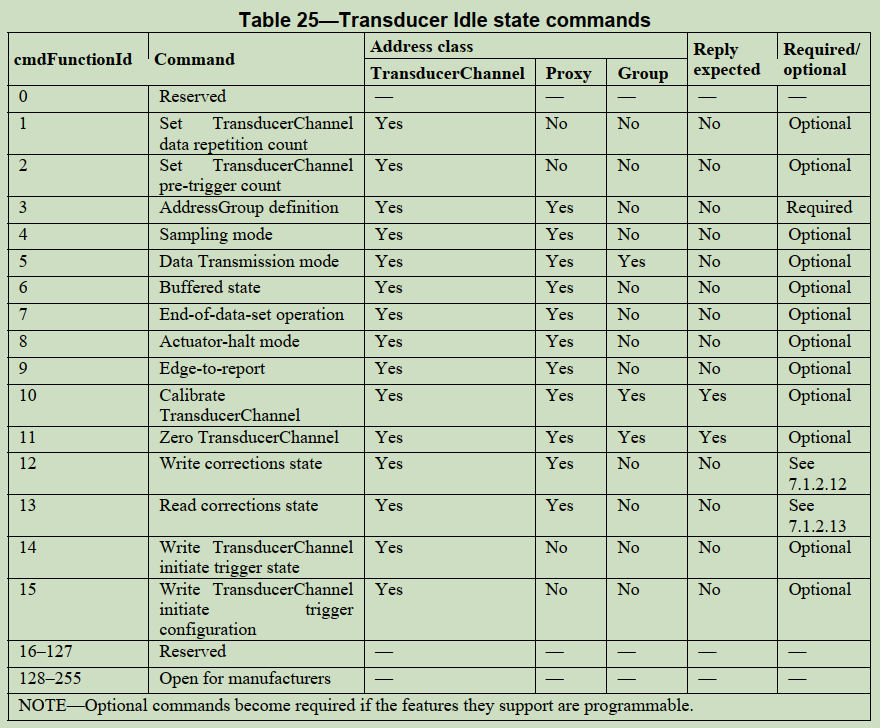 Table 25—Transducer Idle state commands
cmdFunctionId Command Address class Reply expected Required/ optional
TransducerChannel Proxy Group
0 Reserved — — — — —
1 Set TransducerChannel data repetition count Yes No No No Optional
2 Set TransducerChannel pre-trigger count Yes No No No Optional
3 AddressGroup definition Yes Yes No No Required
4 Sampling mode Yes Yes No No Optional
5 Data Transmission mode Yes Yes Yes No Optional
6 Buffered state Yes Yes No No Optional
7 End-of-data-set operation Yes Yes No No Optional
8 Actuator-halt mode Yes Yes No No Optional
9 Edge-to-report Yes Yes No No Optional
10 Calibrate TransducerChannel Yes Yes Yes Yes Optional
11 Zero TransducerChannel Yes Yes Yes Yes Optional
12 Write corrections state Yes Yes No No See 7.1.2.12
13 Read corrections state Yes Yes No No See 7.1.2.13
14 Write TransducerChannel initiate trigger state Yes No No No Optional
15 Write TransducerChannel initiate trigger configuration Yes No No No Optional
16–127 Reserved — — — — —
128–255 Open for manufacturers — — — — —
NOTE—Optional commands become required if the features they support are programmable.